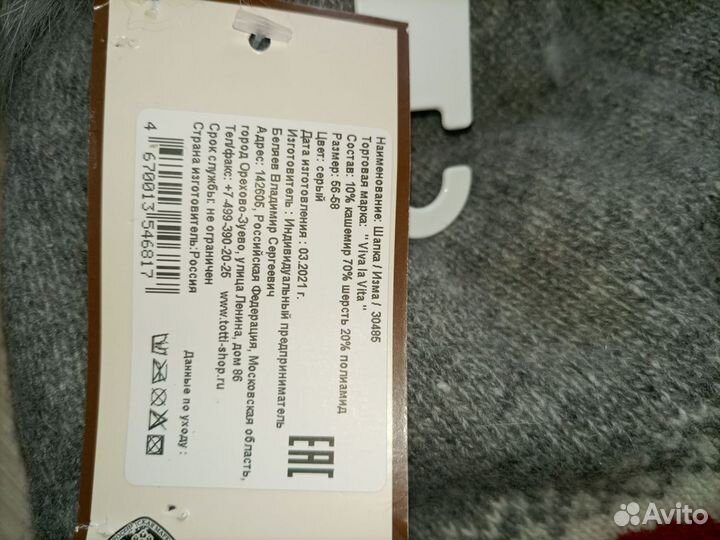 Наименование: Шапка / Изма / 30485
Торговая марка: "Viva la Vita"
Состав: 10% кашемир 70% шерсть 20% полиамид
Размер: 56-58
Цвет: серый
Дата изготовления : 03.2021 г.
Изготовитель : Индивидуальный предприниматель
Беляев Владимир Сергеевич
Адрес: 142606, Российская Федерация, Московская область,
город Орехово-Зуево, улица Ленина, дом 86
Тел/факс: +7-499-390-20-26 www.totti-shop.ru
Срок службы: не ограничен
Страна изготовитель:Россия
4 670013 546817
EAC
Данные по уходу :
Avito